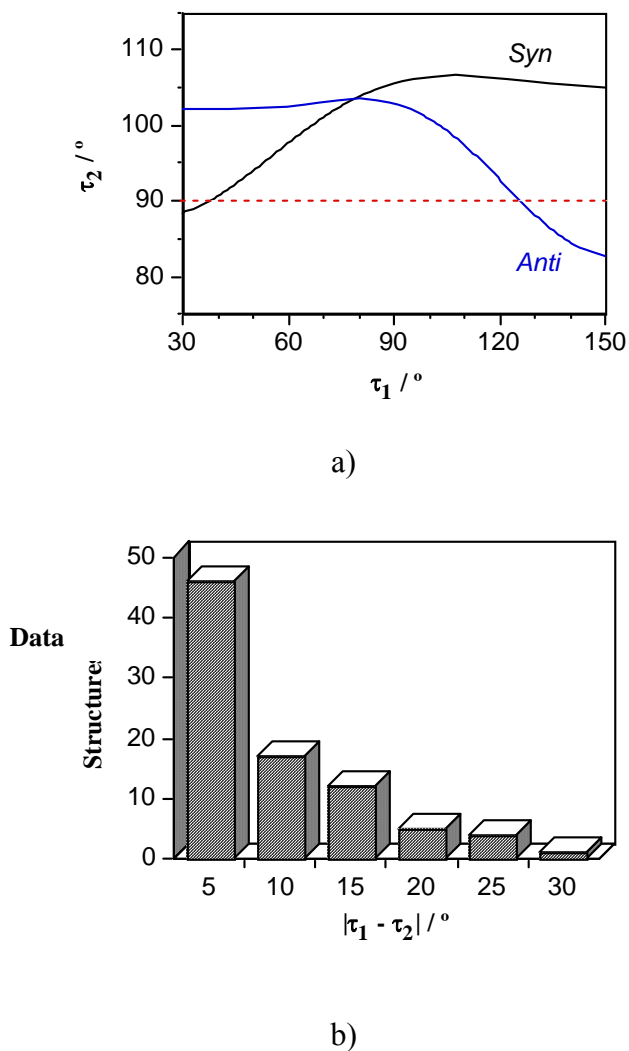 110
100
90
80
τ2 / º
Syn
Anti
30 60 90 120 150
τ1 / º
a)
50
40
30
20
10
0
Data
Structures
5 10 15 20 25 30
|τ1 - τ2| / º
b)